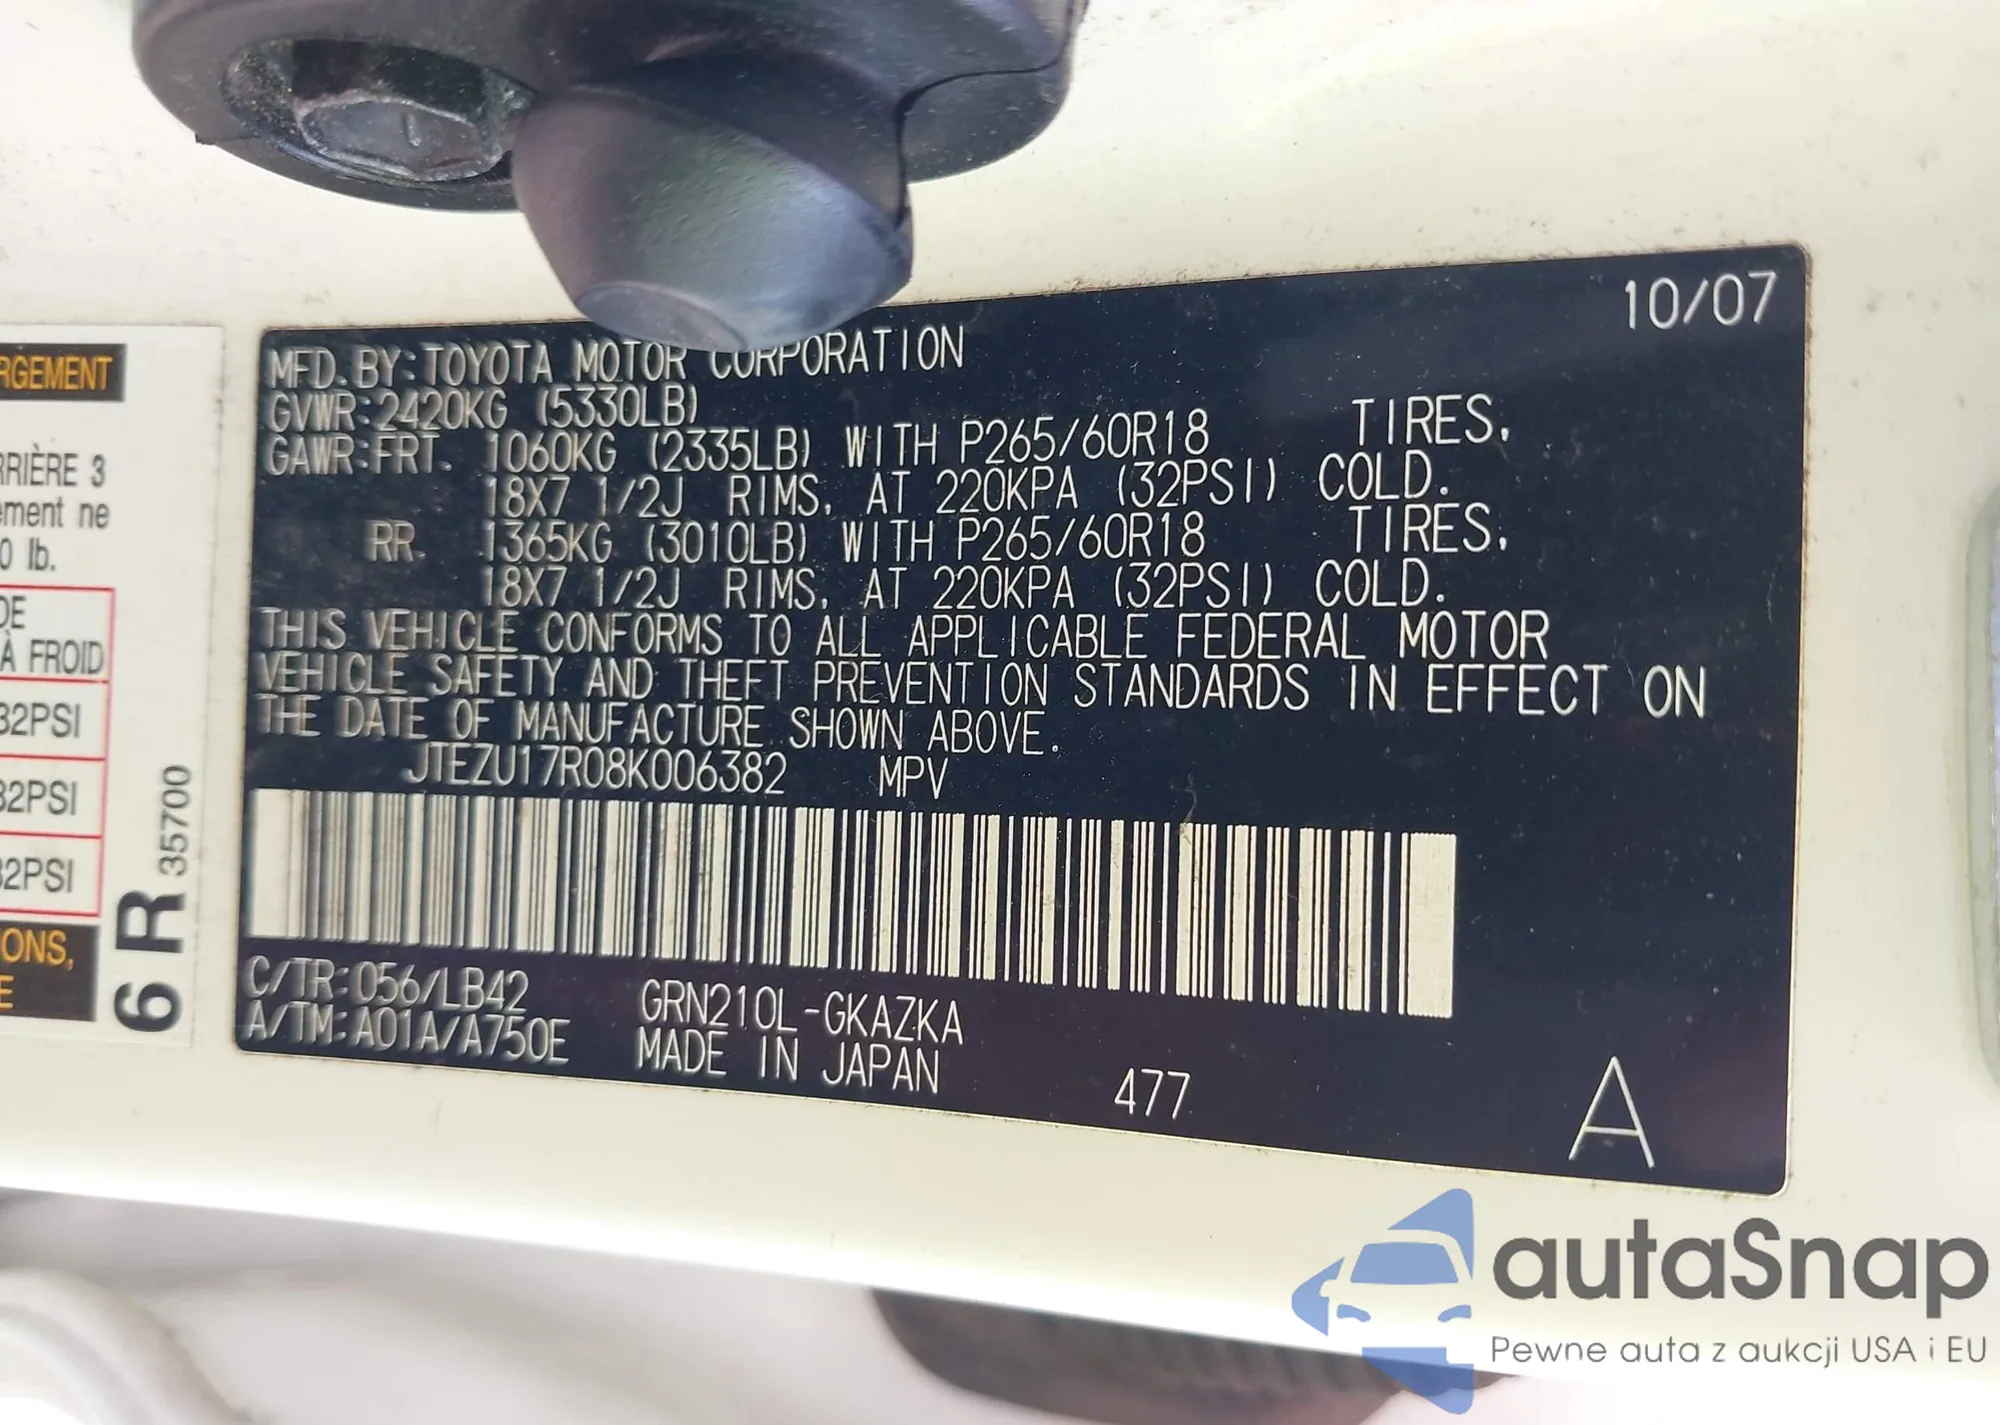 10/07
MFD. BY:TOYOTA MOTOR CORPORATION
GVWR:2420KG (5330LB)
GAWR:FRT. 1060KG (2335LB) WITH P265/60R18 TIRES,
18X7 1/2J RIMS, AT 220KPA (32PSI) COLD.
RR. 1365KG (3010LB) WITH P265/60R18 TIRES,
18X7 1/2J RIMS, AT 220KPA (32PSI) COLD.
THIS VEHICLE CONFORMS TO ALL APPLICABLE FEDERAL MOTOR
VEHICLE SAFETY AND THEFT PREVENTION STANDARDS IN EFFECT ON
THE DATE OF MANUFACTURE SHOWN ABOVE.
JTEZU17R08K006382 MPV
C/TR:056/LB42 GRN210L-GKAZKA
A/TM:A01A/A750E MADE IN JAPAN
477
A
RGEMENT
RRIÈRE 3
ement ne
0 lb.
DE
À FROID
32PSI
32PSI
32PSI
IONS,
E
6 R 35700
autaSnap
Pewne auta z aukcji USA i EU